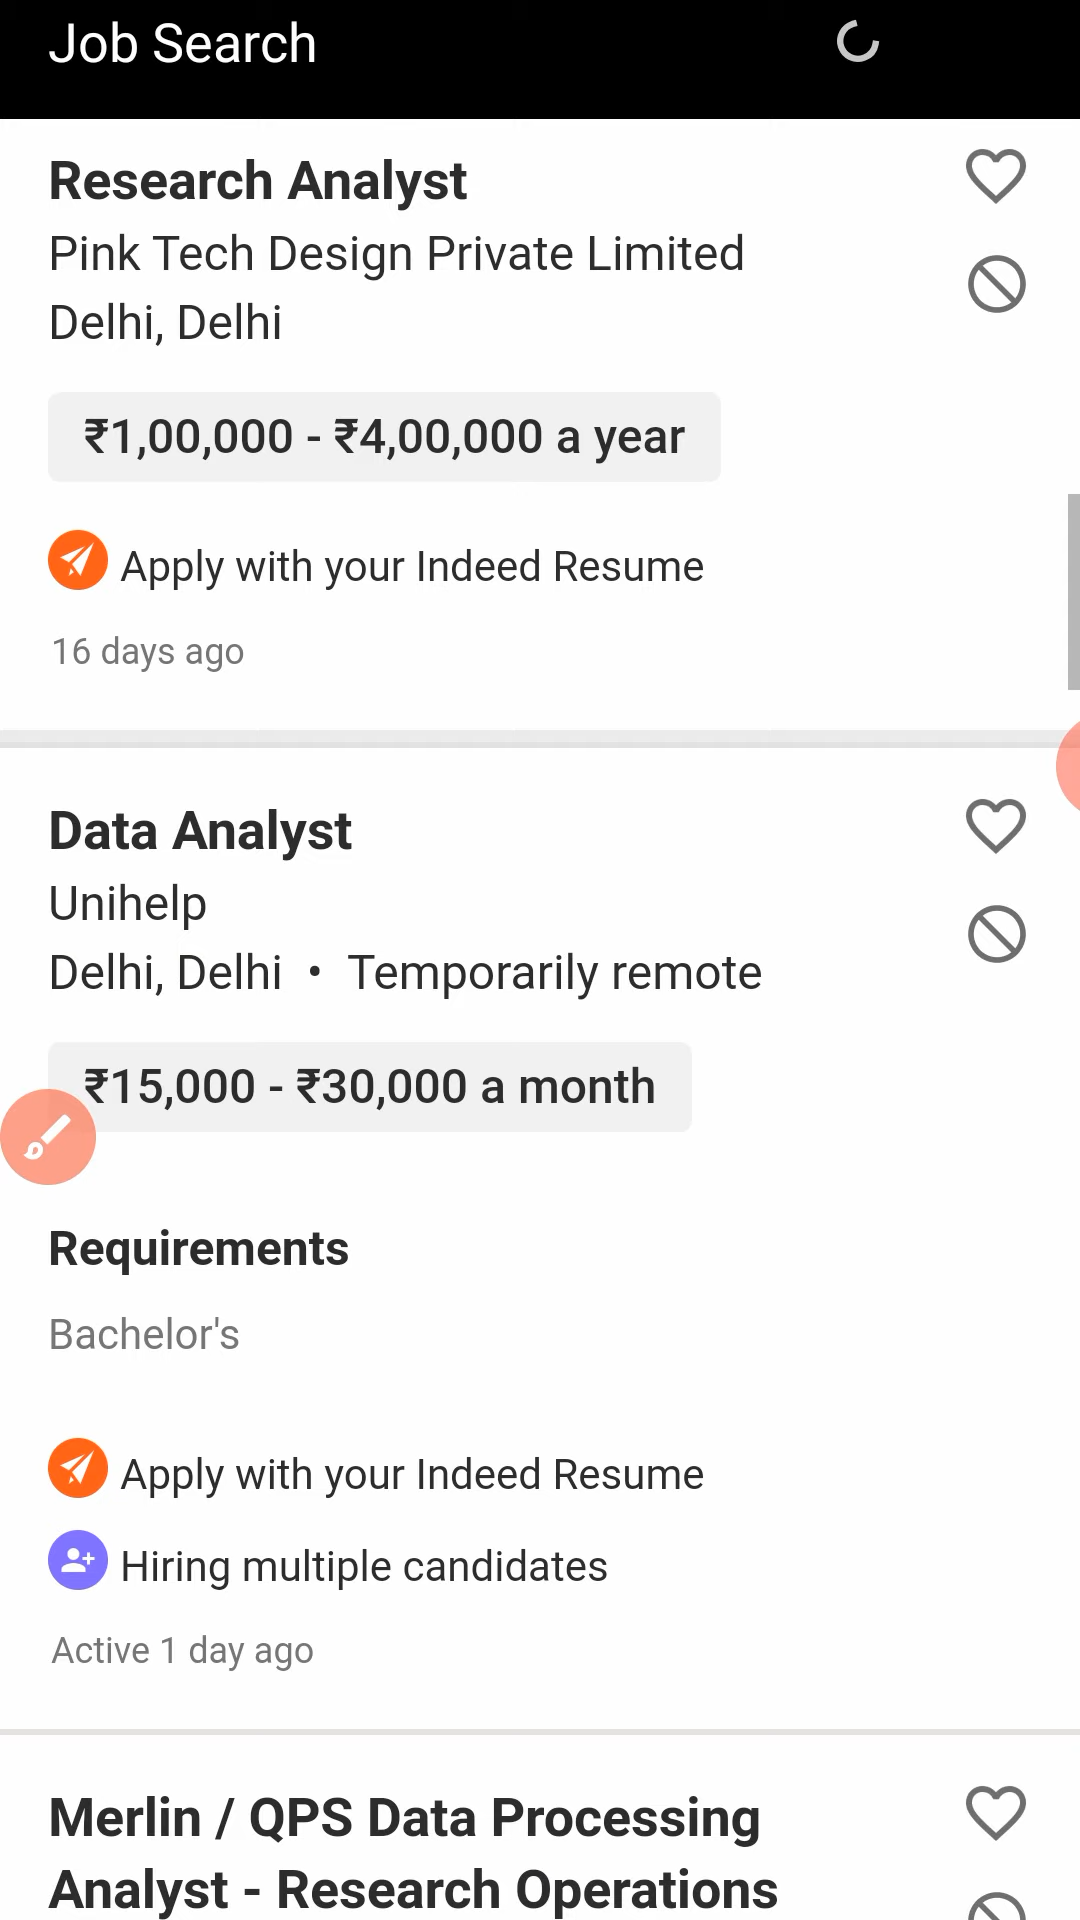 Job Search
Research Analyst
Pink Tech Design Private Limited
Delhi, Delhi
₹1,00,000 - ₹4,00,000 a year
Apply with your Indeed Resume
16 days ago
Data Analyst
Unihelp
Delhi, Delhi • Temporarily remote
₹15,000 - ₹30,000 a month
Requirements
Bachelor's
Apply with your Indeed Resume
Hiring multiple candidates
Active 1 day ago
Merlin / QPS Data Processing
Analyst - Research Operations